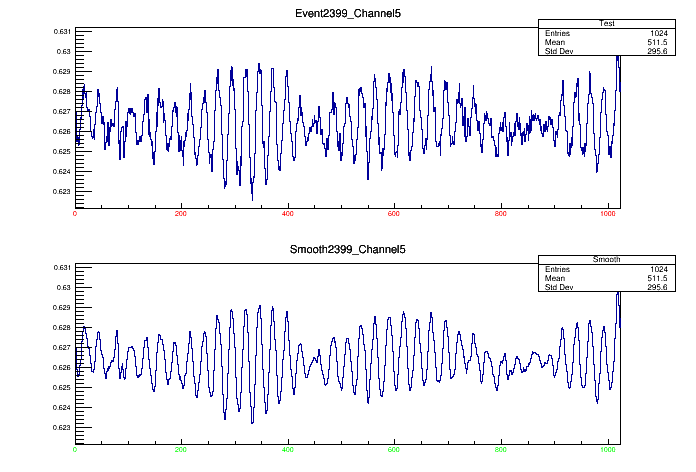 Event2399_Channel5
Test
Entries 1024
Mean 511.5
Std Dev 295.6
0.631
0.63
0.629
0.628
0.627
0.626
0.625
0.624
0.623
0 200 400 600 800 1000
Smooth2399_Channel5
Smooth
Entries 1024
Mean 511.5
Std Dev 295.6
0.631
0.63
0.629
0.628
0.627
0.626
0.625
0.624
0.623
0 200 400 600 800 1000